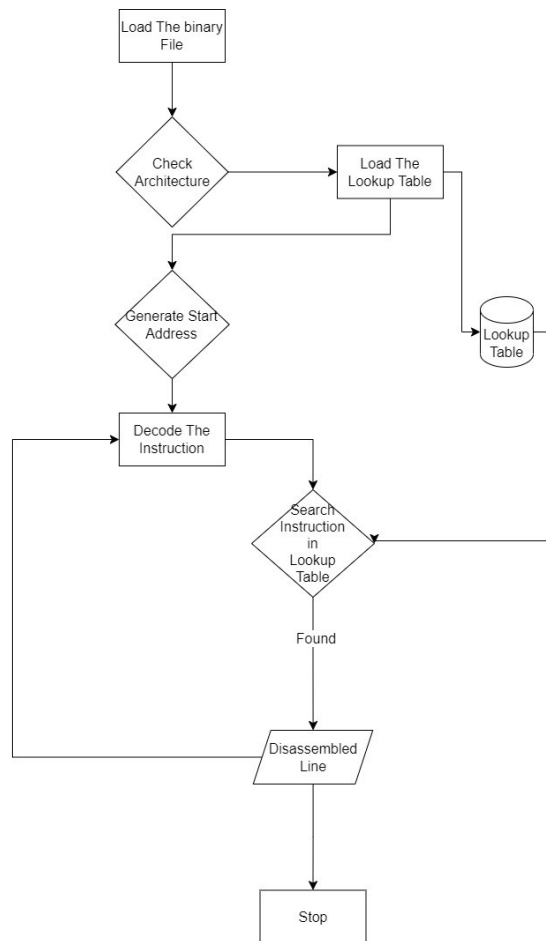 Load The binary
File
Check
Architecture
Load The
Lookup Table
Generate Start
Address
Lookup
Table
Decode The
Instruction
Search
Instruction
in
Lookup
Table
Found
Disassembled
Line
Stop